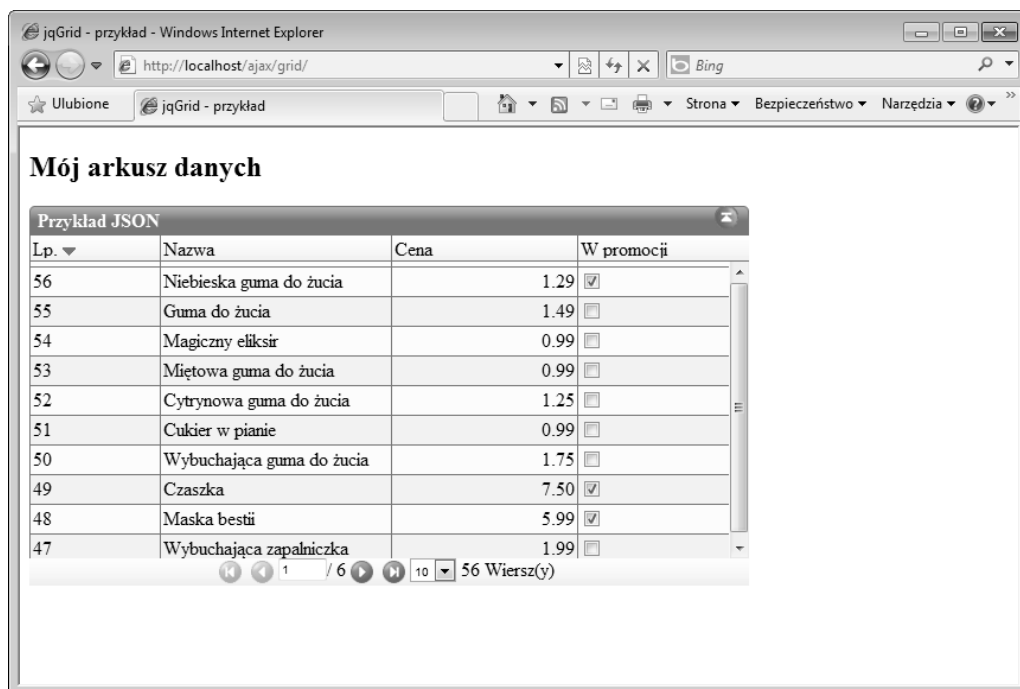 jqGrid - przykład - Windows Internet Explorer
http://localhost/ajax/grid/ Bing
Ulubione jqGrid - przykład Strona Bezpieczeństwo Narzędzia
Mój arkusz danych
Przykład JSON
Lp. Nazwa Cena W promocji
56 Niebieska guma do żucia 1.29
55 Guma do żucia 1.49
54 Magiczny eliksir 0.99
53 Miętowa guma do żucia 0.99
52 Cytrynowa guma do żucia 1.25
51 Cukier w pianie 0.99
50 Wybuchająca guma do żucia 1.75
49 Czaszka 7.50
48 Maska bestii 5.99
47 Wybuchająca zapalniczka 1.99
1 / 6 10 56 Wiersz(y)